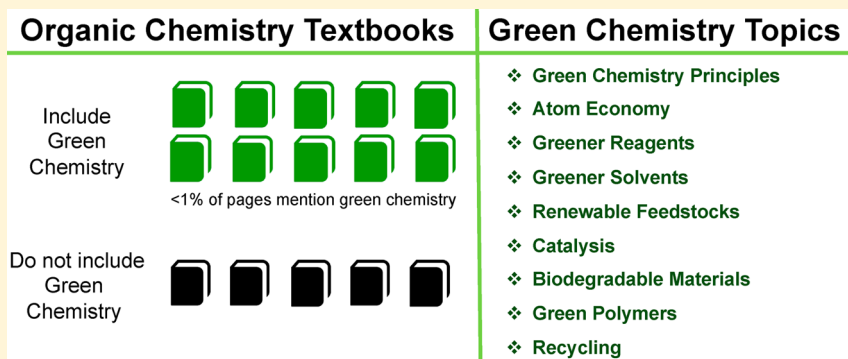 Organic Chemistry Textbooks
Include
Green
Chemistry
<1% of pages mention green chemistry
Do not include
Green
Chemistry
Green Chemistry Topics
❖ Green Chemistry Principles
❖ Atom Economy
❖ Greener Reagents
❖ Greener Solvents
❖ Renewable Feedstocks
❖ Catalysis
❖ Biodegradable Materials
❖ Green Polymers
❖ Recycling